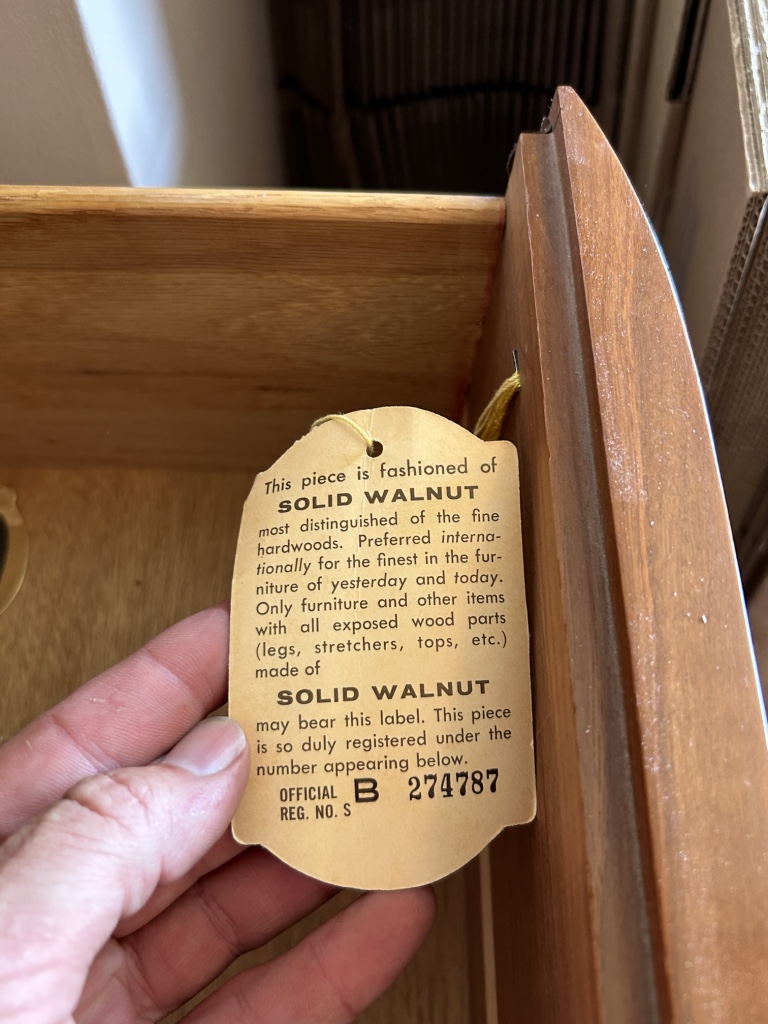 This piece is fashioned of
SOLID WALNUT
most distinguished of the fine
hardwoods. Preferred interna-
tionally for the finest in the fur-
niture of yesterday and today.
Only furniture and other items
with all exposed wood parts
(legs, stretchers, tops, etc.)
made of
SOLID WALNUT
may bear this label. This piece
is so duly registered under the
number appearing below.
OFFICIAL B 274787
REG. NO. S